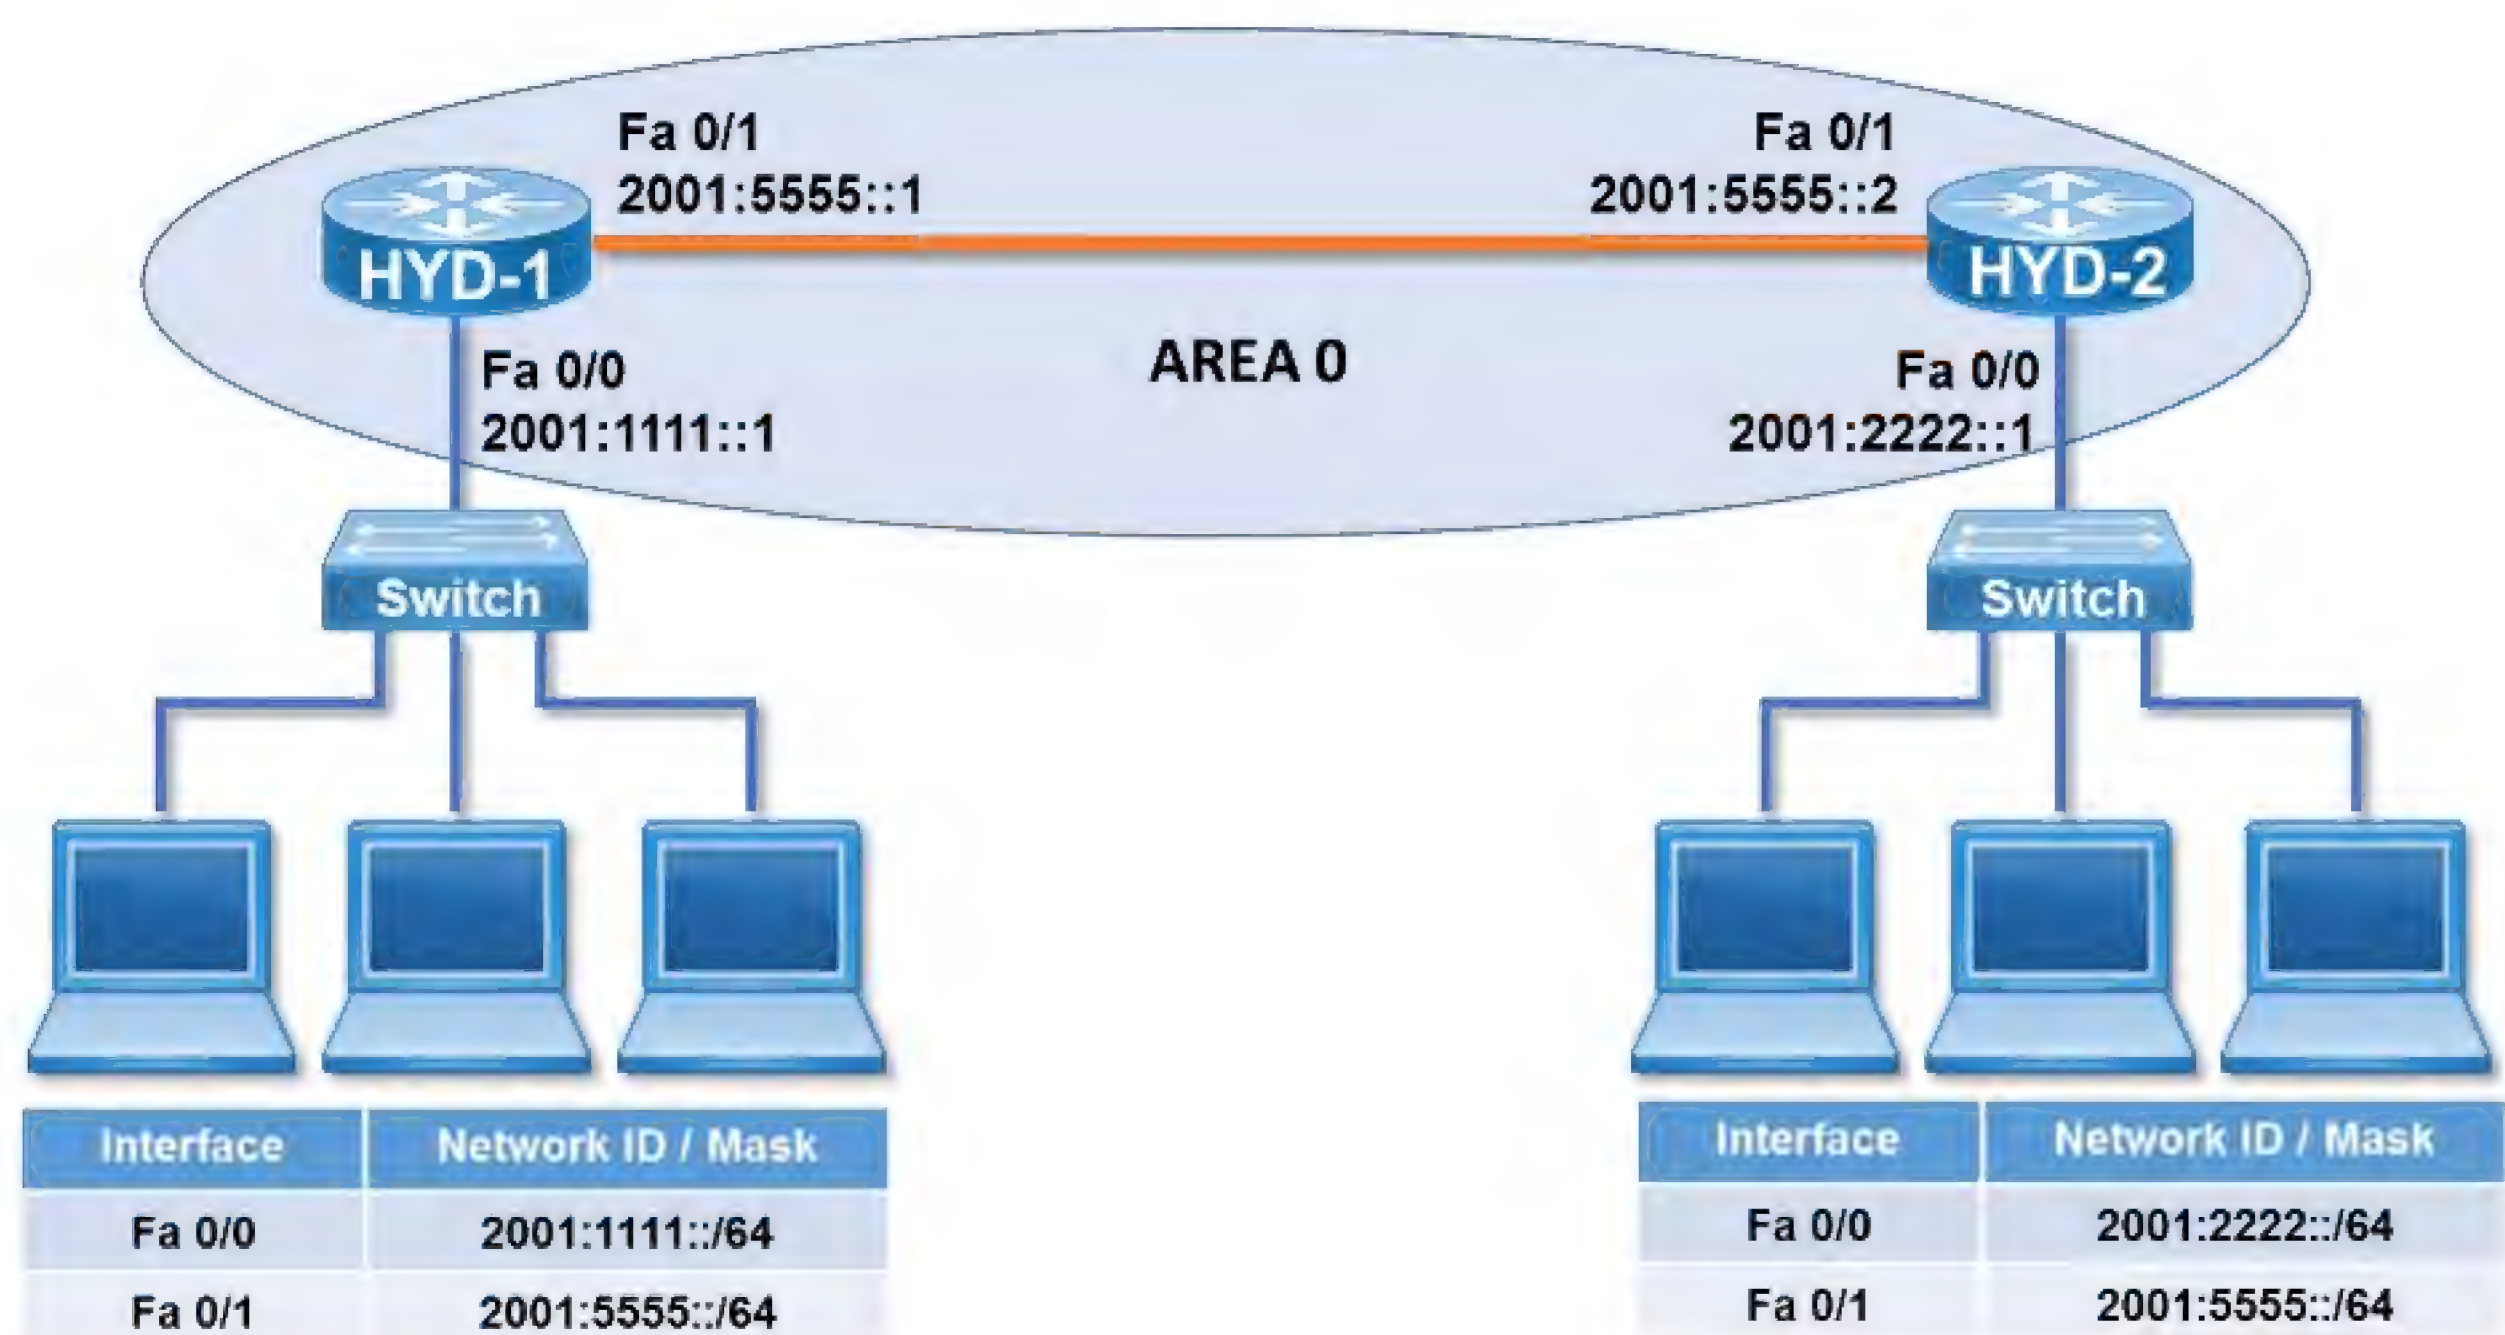 Fa 0/1
2001:5555::1
Fa 0/1
2001:5555::2
HYD-1
HYD-2
Fa 0/0
2001:1111::1
AREA 0
Fa 0/0
2001:2222::1
Switch
Switch
Interface Network ID / Mask
Fa 0/0 2001:1111::/64
Fa 0/1 2001:5555::/64
Interface Network ID / Mask
Fa 0/0 2001:2222::/64
Fa 0/1 2001:5555::/64